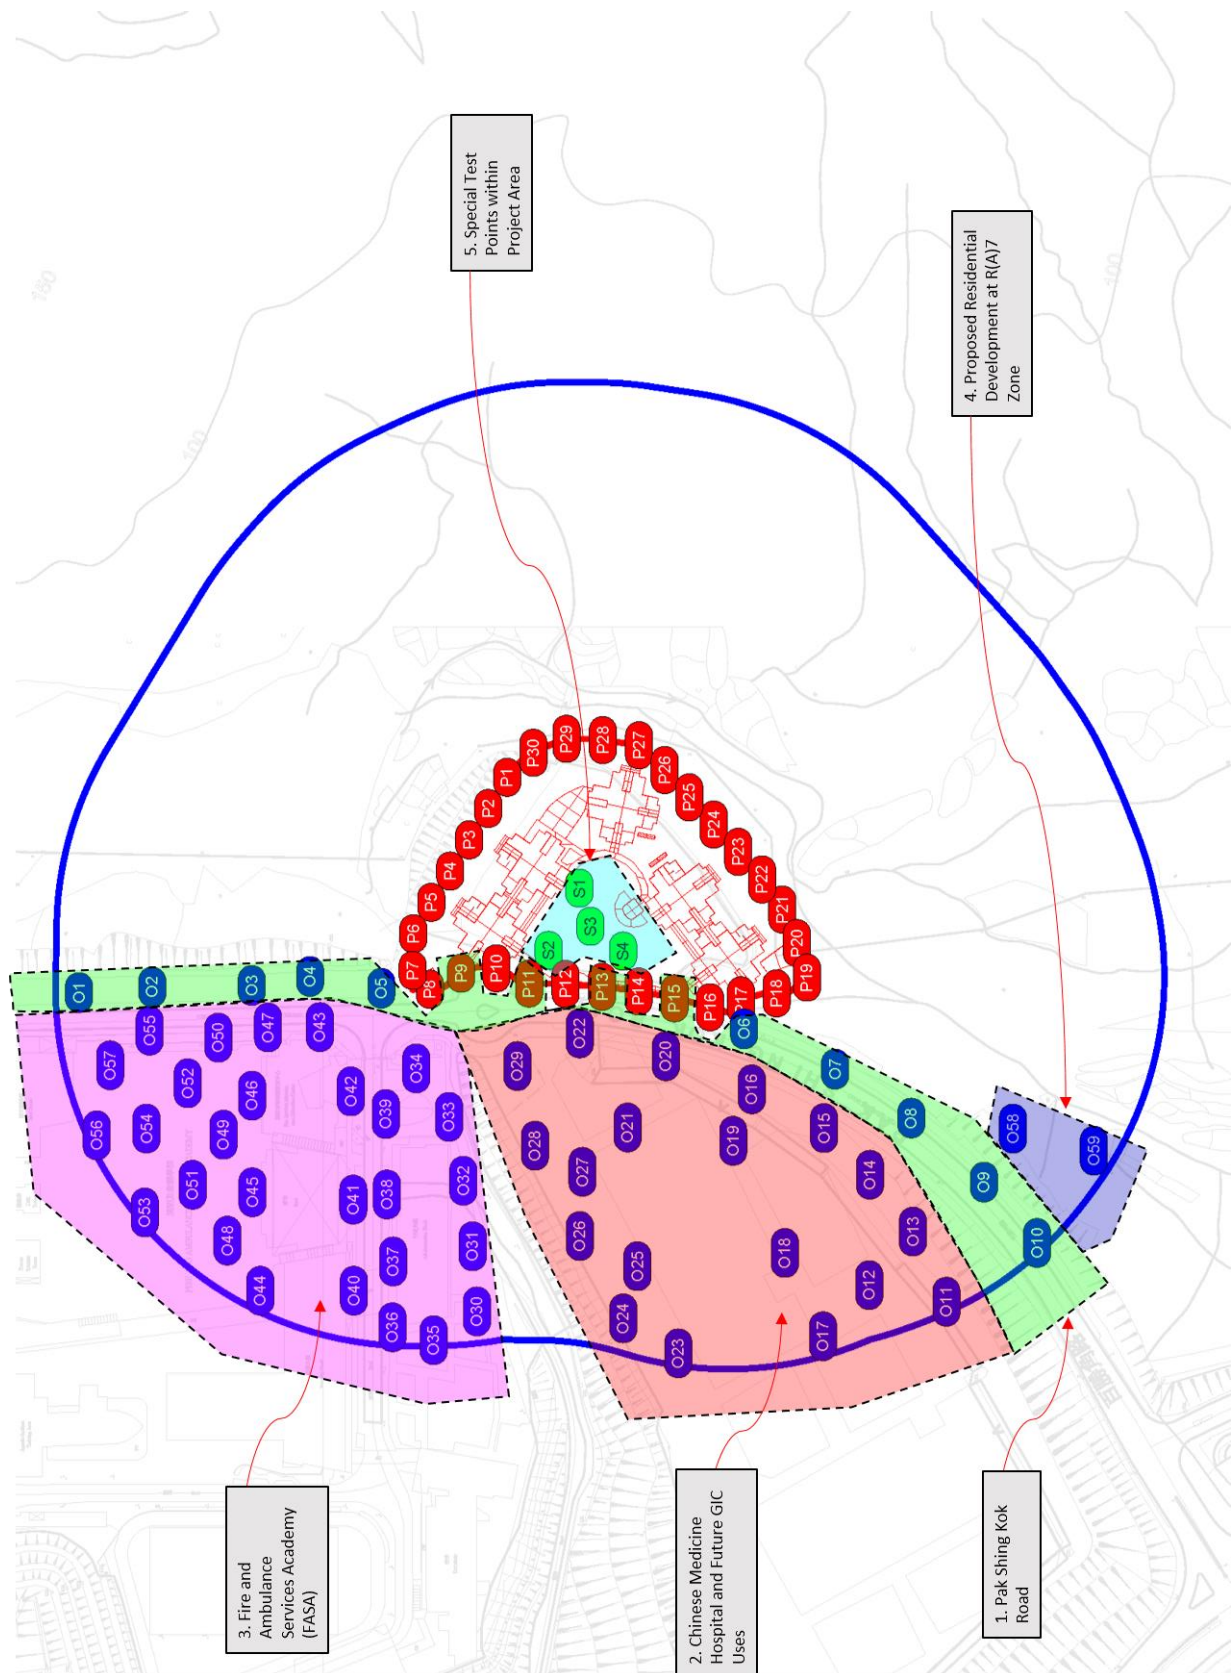 3. Fire and
Ambulance
Services Academy
(FASA)
2. Chinese Medicine
Hospital and Future GIC
Uses
1. Pak Shing Kok
Road
5. Special Test
Points within
Project Area
4. Proposed Residential
Development at R(A)7
Zone
160
100
100
O1
O2
O3
O4
O5
O55
O57
O50
O47
O43
O52
O56
O54
O49
O46
O42
O34
O39
O33
O53
O51
O45
O48
O41
O38
O32
O44
O40
O37
O31
O36
O35
O30
P30
P29
P28
P27
P1
P2
P3
P4
P5
P6
P7
P8
P9
P10
P11
P12
P13
P14
P15
P16
P17
P18
P19
P20
P21
P22
P23
P24
P25
P26
S1
S2
S3
S4
O29
O22
O20
O16
O28
O21
O19
O15
O27
O14
O26
O25
O18
O13
O24
O12
O23
O17
O11
O6
O7
O8
O9
O10
O58
O59
100